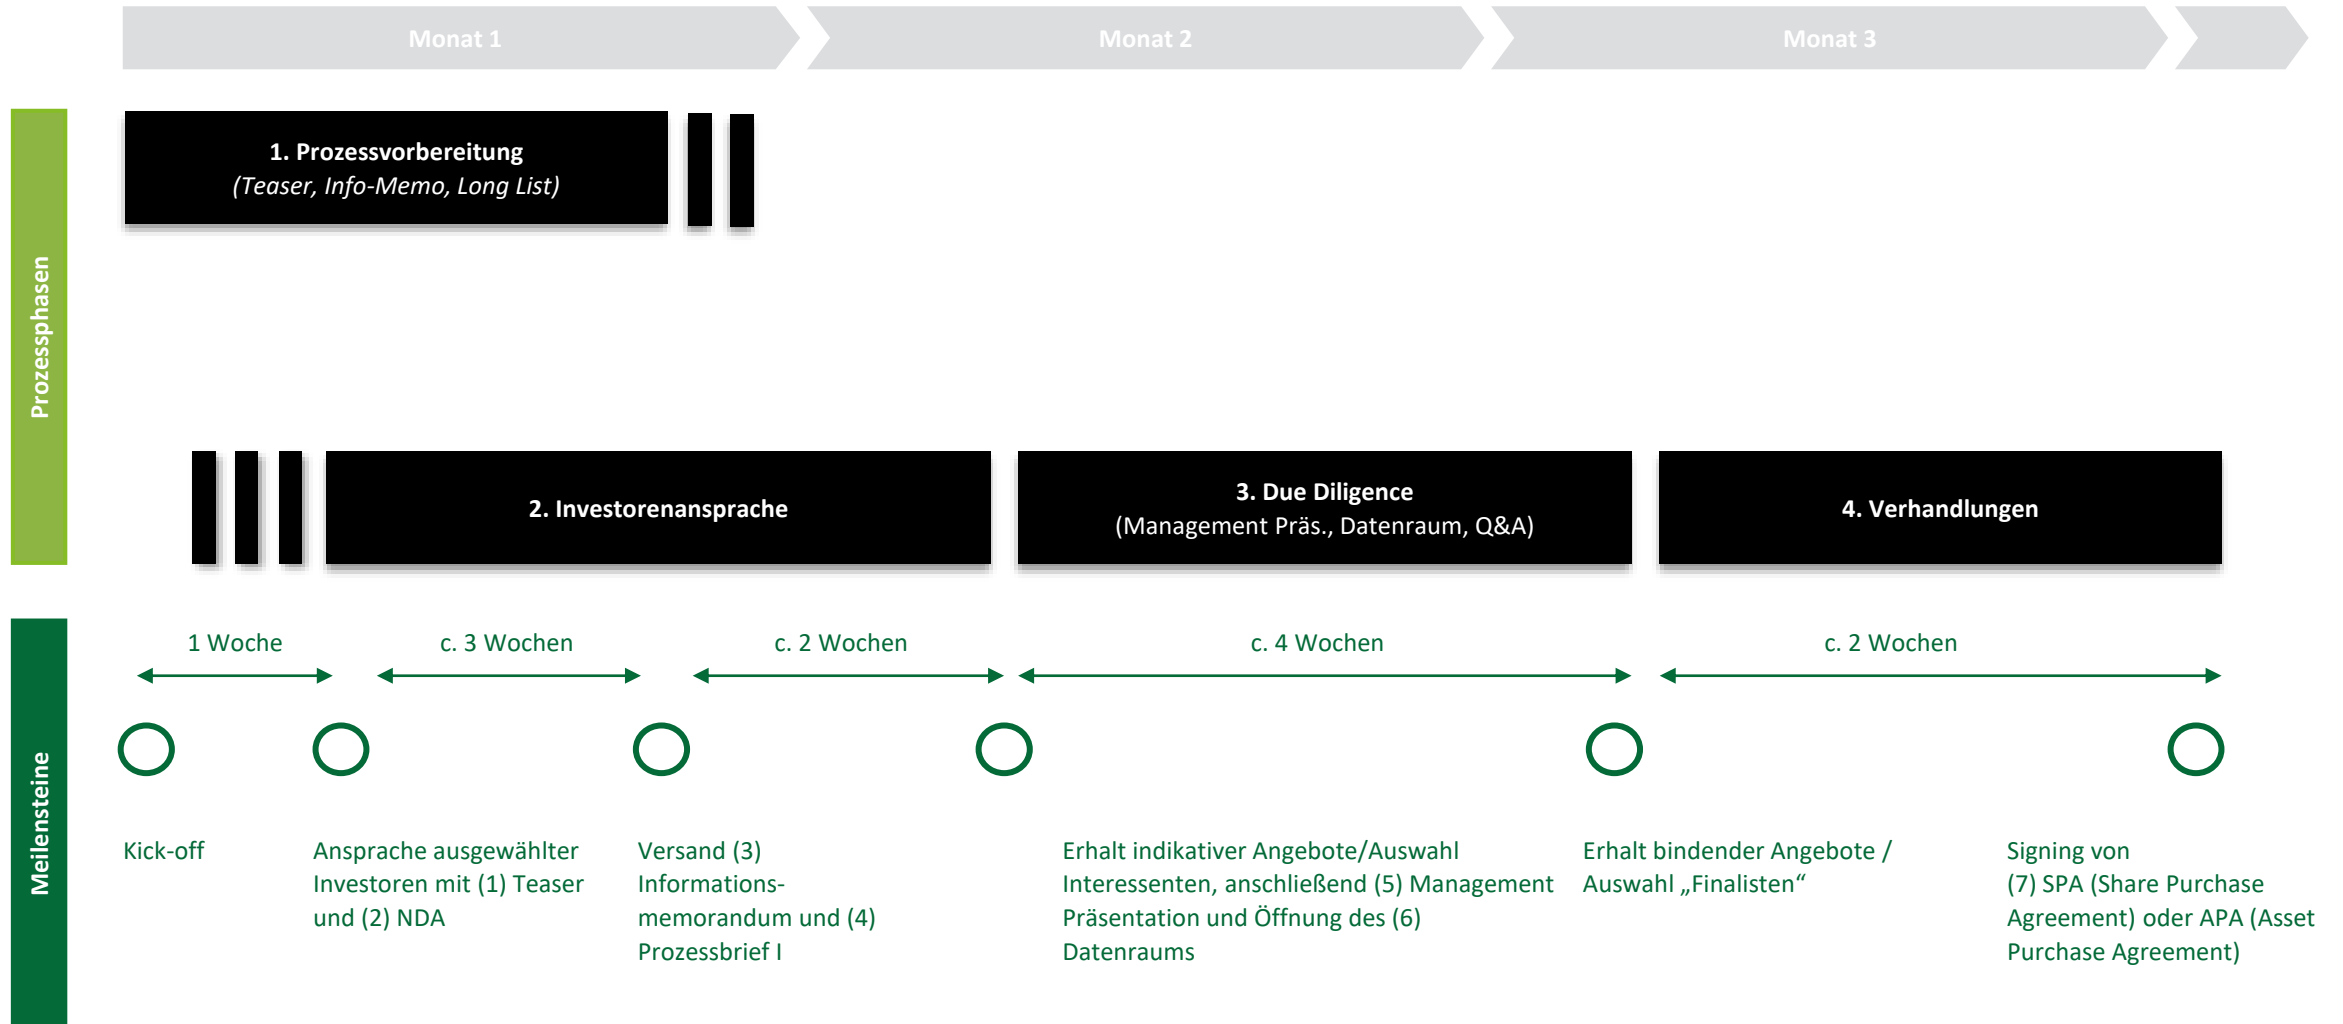 Monat 1
Monat 2
Monat 3
Prozessphasen
1. Prozessvorbereitung
(Teaser, Info-Memo, Long List)
2. Investorenansprache
3. Due Diligence
(Management Präs., Datenraum, Q&A)
4. Verhandlungen
Meilensteine
1 Woche
c. 3 Wochen
c. 2 Wochen
c. 4 Wochen
c. 2 Wochen
Kick-off
Ansprache ausgewählter
Investoren mit (1) Teaser
und (2) NDA
Versand (3)
Informations-
memorandum und (4)
Prozessbrief I
Erhalt indikativer Angebote/Auswahl
Interessenten, anschließend (5) Management
Präsentation und Öffnung des (6)
Datenraums
Erhalt bindender Angebote /
Auswahl „Finalisten“
Signing von
(7) SPA (Share Purchase
Agreement) oder APA (Asset
Purchase Agreement)